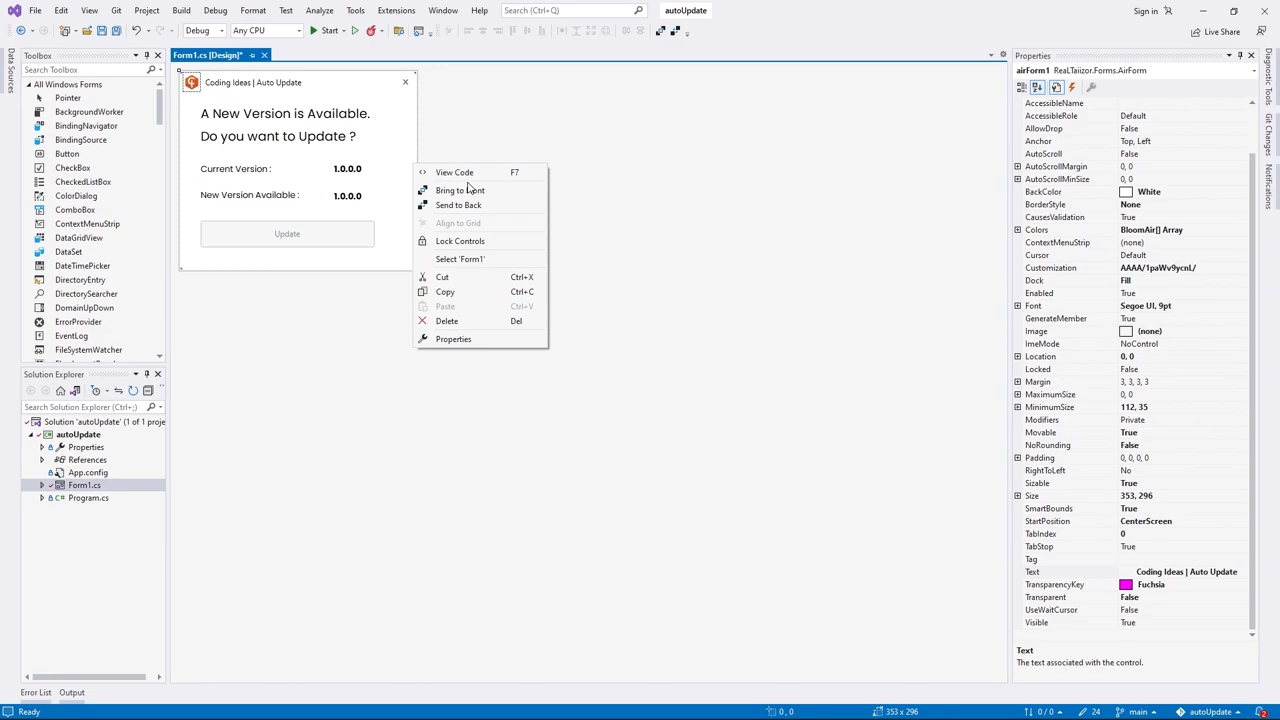 File Edit View Git Project Build Debug Format Test Analyze Tools Extensions Window Help Search (Ctrl+Q) autoUpdate Sign in
Debug Any CPU Start Live Share
Data Sources
Toolbox
Search Toolbox
All Windows Forms
Pointer
BackgroundWorker
BindingNavigator
BindingSource
Button
CheckBox
CheckedListBox
ColorDialog
ComboBox
ContextMenuStrip
DataGridView
DataSet
DateTimePicker
DirectoryEntry
DirectorySearcher
DomainUpDown
ErrorProvider
EventLog
FileSystemWatcher
Solution Explorer
Search Solution Explorer (Ctrl+;)
Solution 'autoUpdate' (1 of 1 proje
autoUpdate
Properties
References
App.config
Form1.cs
Program.cs
Form1.cs [Design]*
Coding Ideas | Auto Update
A New Version is Available.
Do you want to Update ?
Current Version : 1.0.0.0
New Version Available : 1.0.0.0
Update
View Code F7
Bring to Front
Send to Back
Align to Grid
Lock Controls
Select 'Form1'
Cut Ctrl+X
Copy Ctrl+C
Paste Ctrl+V
Delete Del
Properties
Properties
airForm1 ReaLTaiizor.Forms.AirForm
AccessibleName
AccessibleRole Default
AllowDrop False
Anchor Top, Left
AutoScroll False
AutoScrollMargin 0, 0
AutoScrollMinSize 0, 0
BackColor White
BorderStyle None
CausesValidation True
Colors BloomAir[] Array
ContextMenuStrip (none)
Cursor Default
Customization AAAA/1paWv9ycnL/
Dock Fill
Enabled True
Font Segoe UI, 9pt
GenerateMember True
Image (none)
ImeMode NoControl
Location 0, 0
Locked False
Margin 3, 3, 3, 3
MaximumSize 0, 0
MinimumSize 112, 35
Modifiers Private
Movable True
NoRounding False
Padding 0, 0, 0, 0
RightToLeft No
Sizable True
Size 353, 296
SmartBounds True
StartPosition CenterScreen
TabIndex 0
TabStop True
Tag
Text Coding Ideas | Auto Update
TransparencyKey Fuchsia
Transparent False
UseWaitCursor False
Visible True
Text
The text associated with the control.
Diagnostic Tools
Git Changes
Notifications
Error List Output
Ready 0 , 0 353 x 296 0 / 0 24 main autoUpdate 2